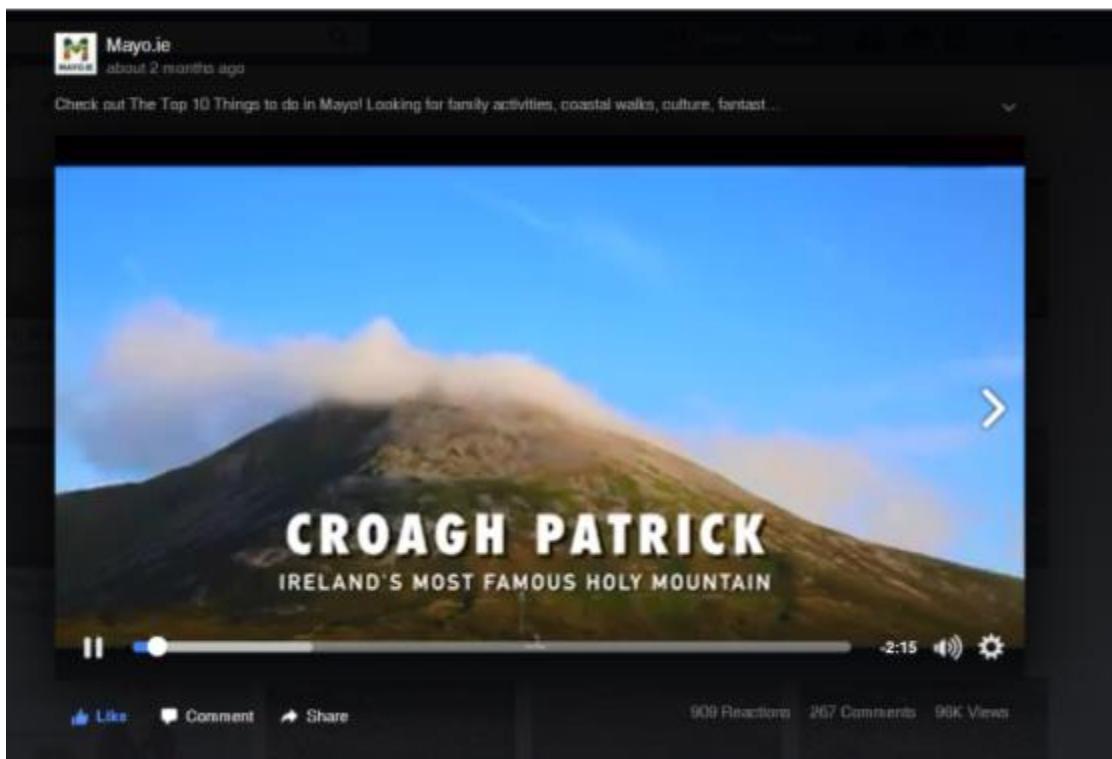 Mayo.ie
MAYO.IE
about 2 months ago
Check out The Top 10 Things to do in Mayo! Looking for family activities, coastal walks, culture, fantast...
CROAGH PATRICK
IRELAND'S MOST FAMOUS HOLY MOUNTAIN
-2:15
Like Comment Share 909 Reactions 267 Comments 96K Views